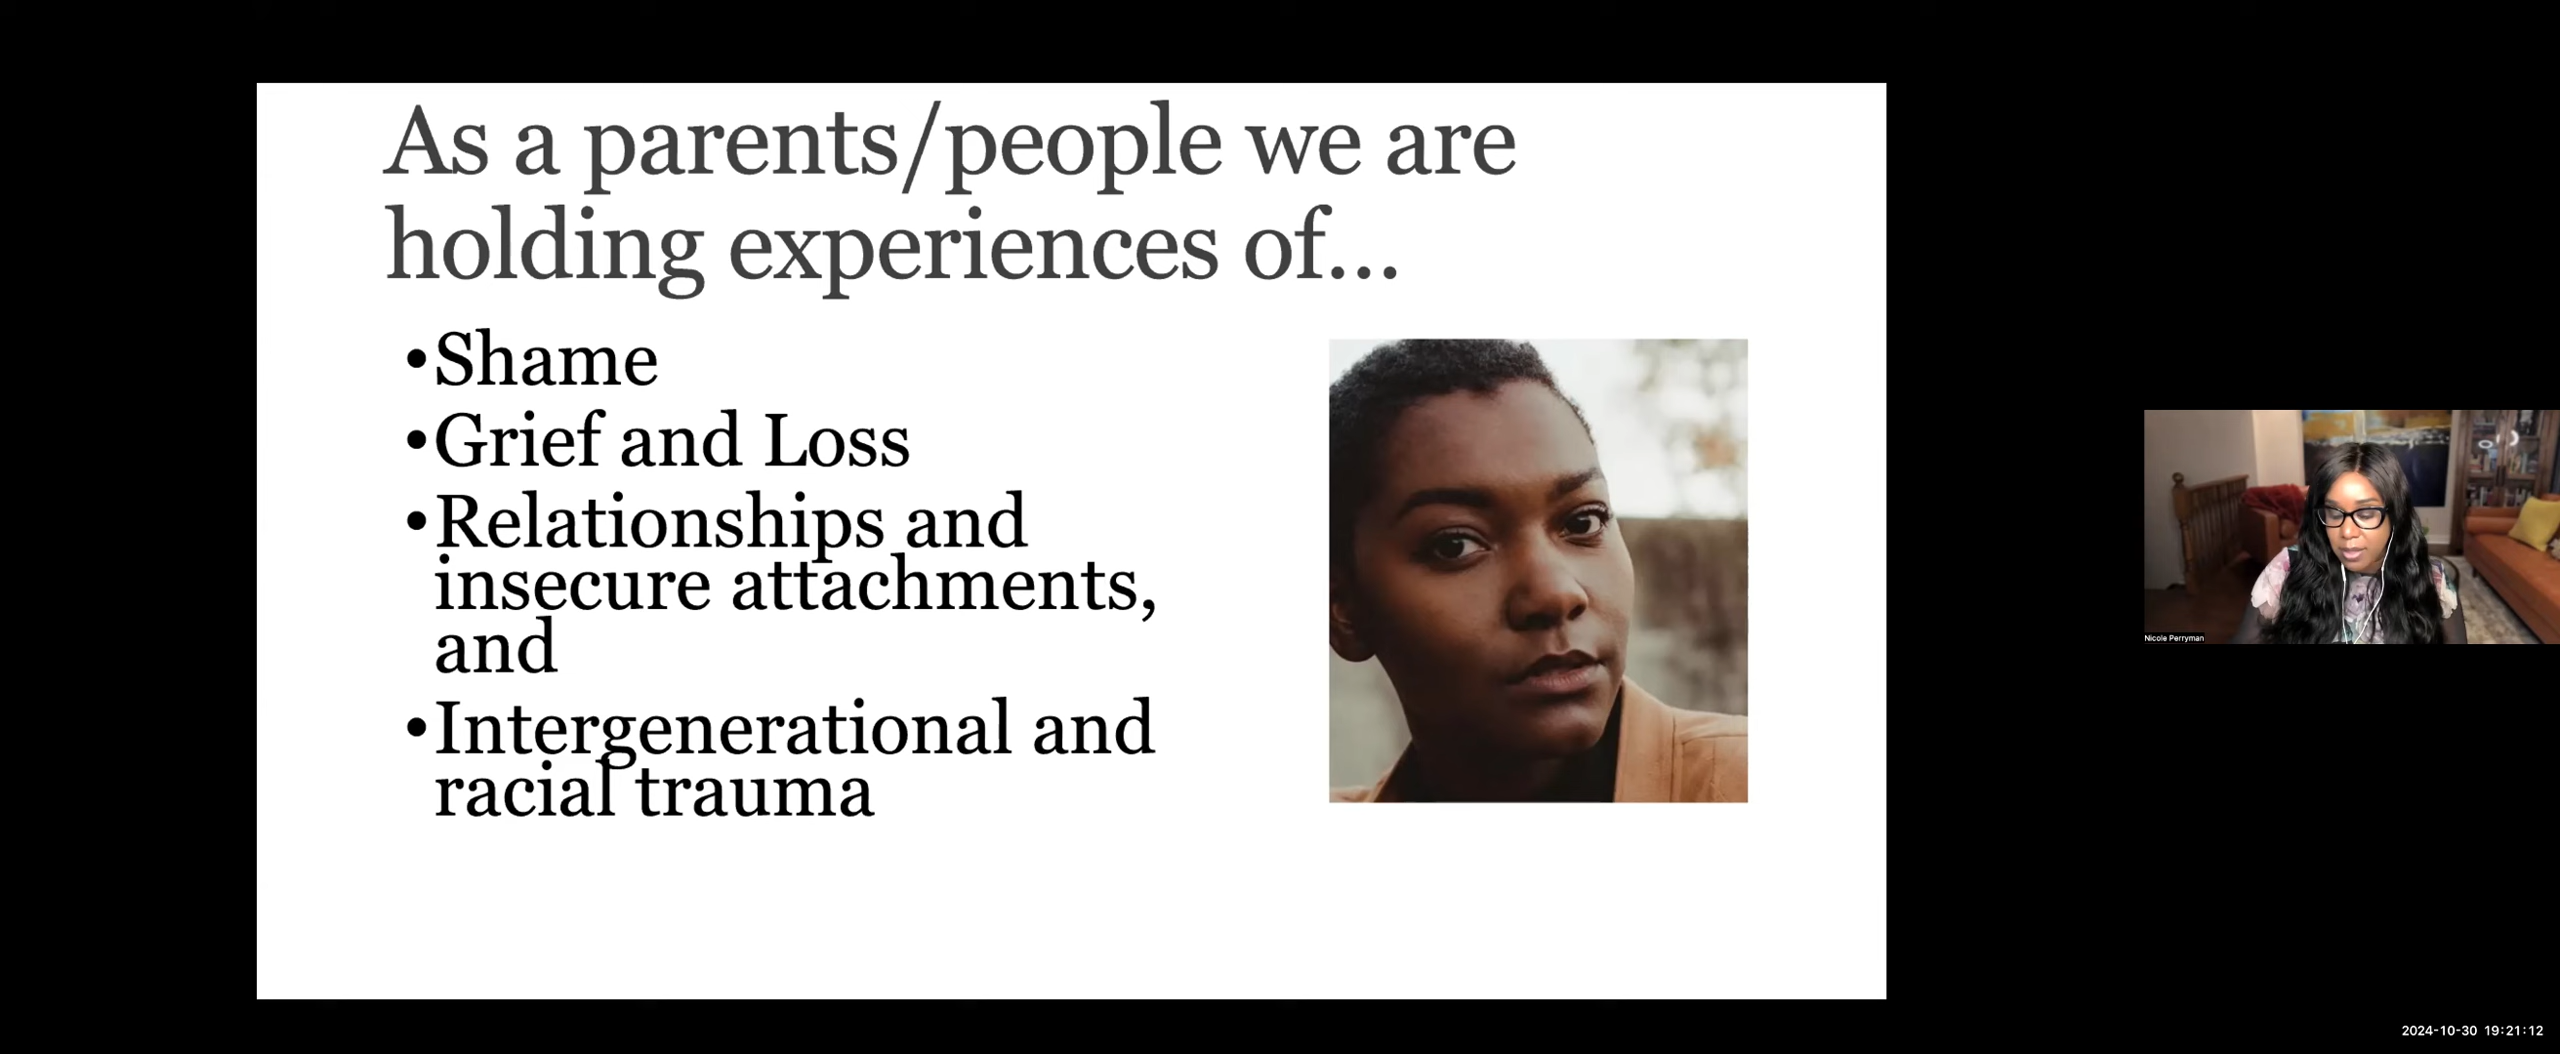 As a parents/people we are
holding experiences of...
•Shame
•Grief and Loss
•Relationships and
insecure attachments,
and
•Intergenerational and
racial trauma
Nicole Perryman
2024-10-30 19:21:12